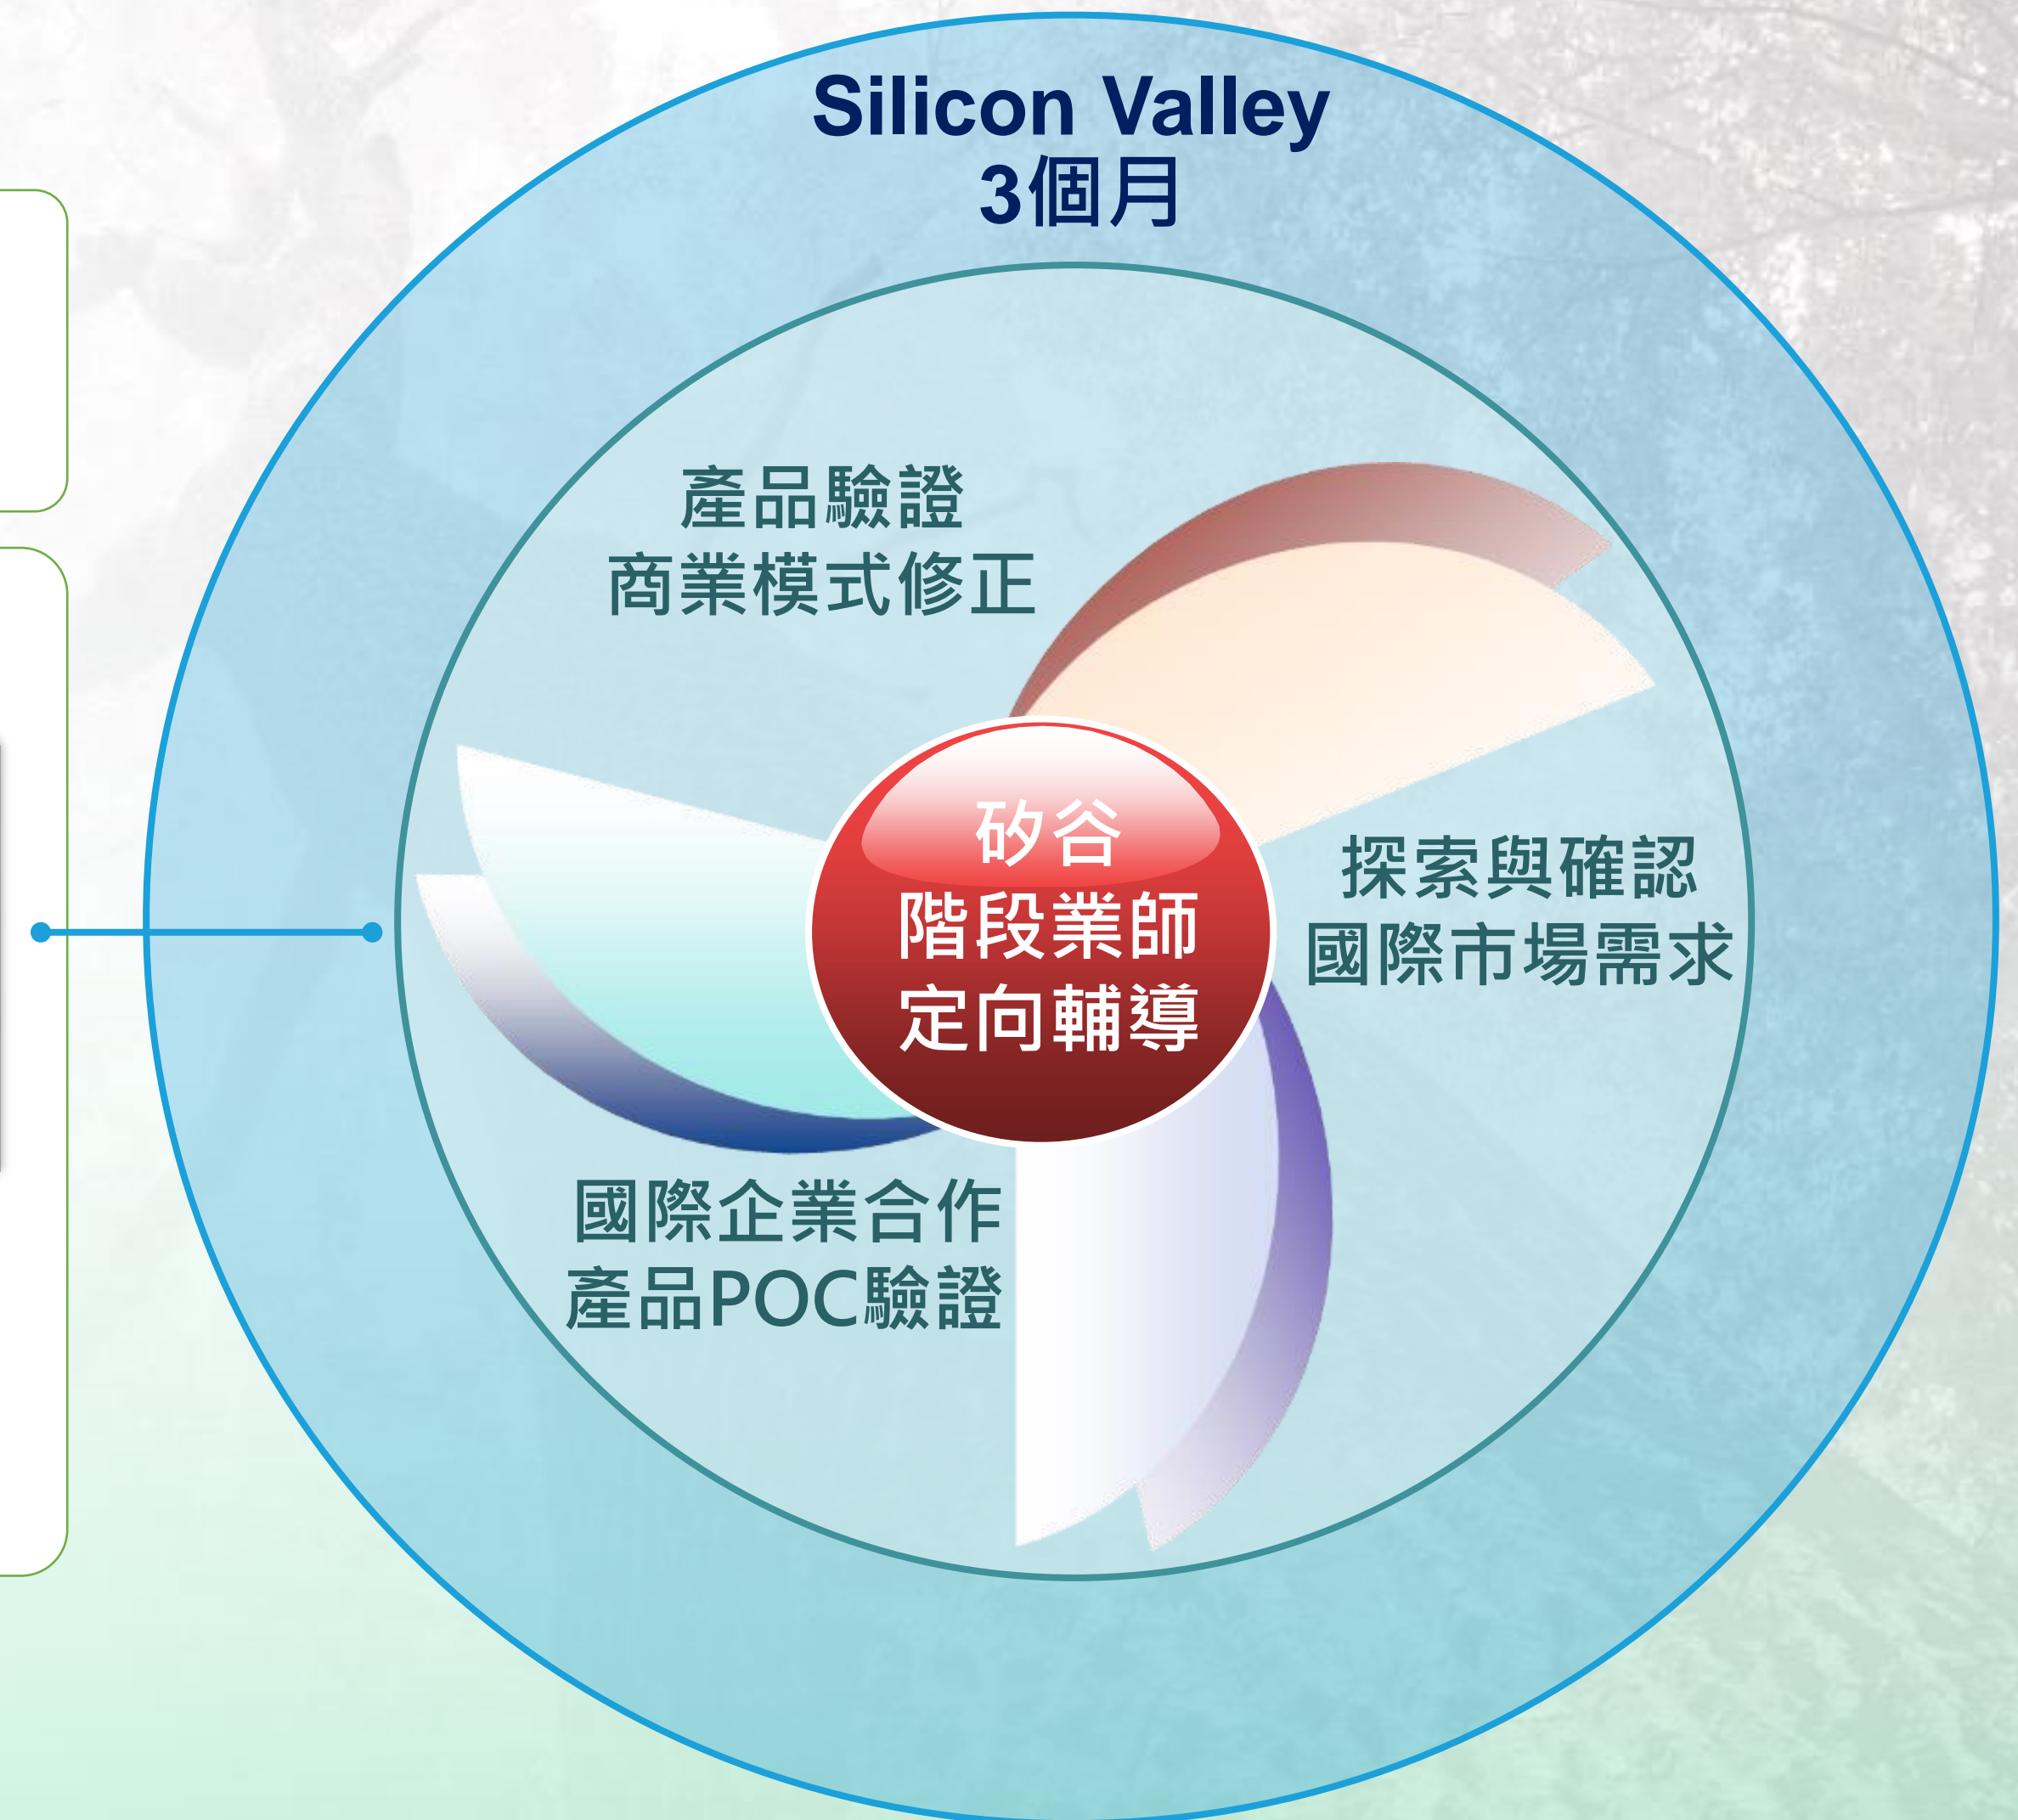 Silicon Valley
3個月
產品驗證
商業模式修正
矽谷
階段業師
定向輔導
探索與確認
國際市場需求
國際企業合作
產品POC驗證